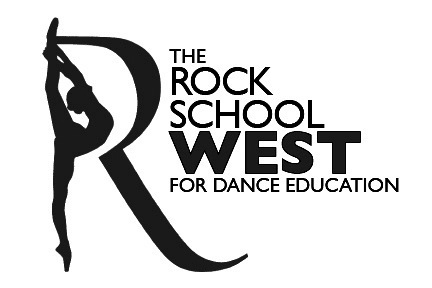 R
THE
ROCK
SCHOOL
WEST
FOR DANCE EDUCATION